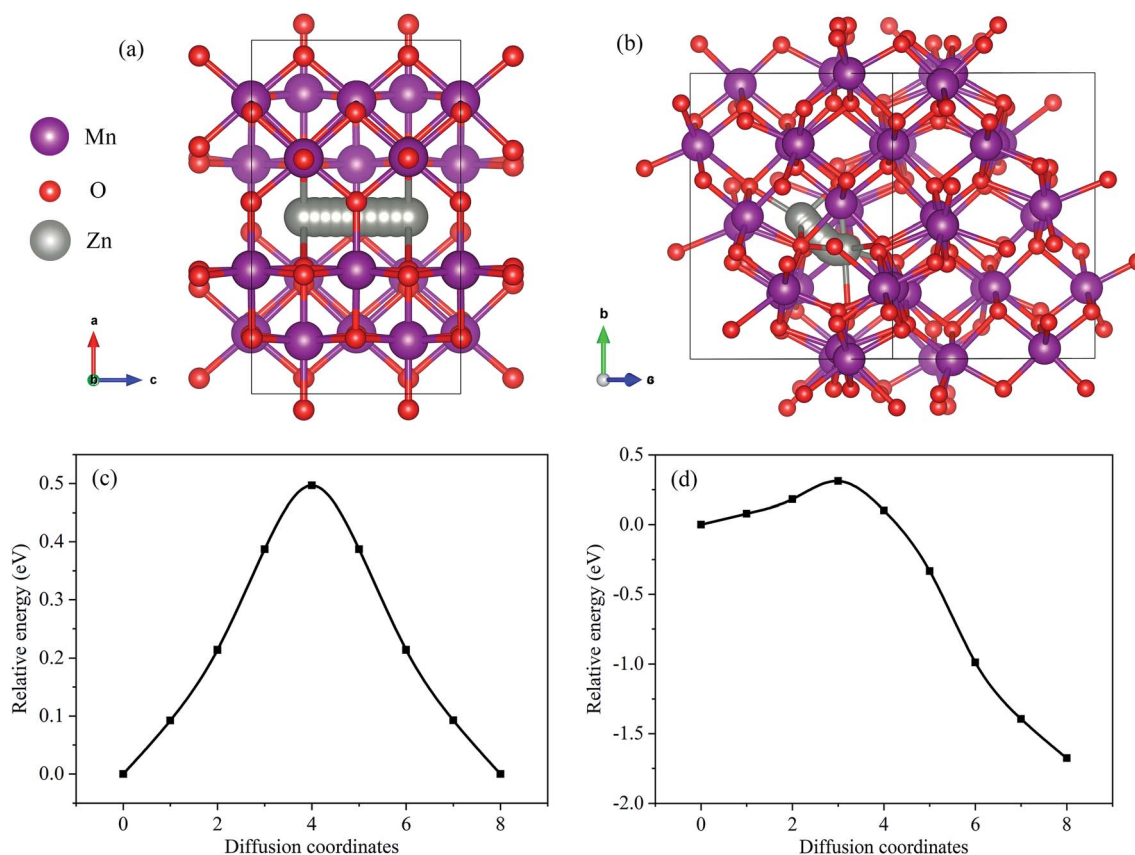 (a)
Mn
O
Zn
a
b
c
(b)
b
c
(c)
Relative energy (eV)
0.5
0.4
0.3
0.2
0.1
0.0
0 2 4 6 8
Diffusion coordinates
(d)
Relative energy (eV)
0.5
0.0
-0.5
-1.0
-1.5
-2.0
0 2 4 6 8
Diffusion coordinates